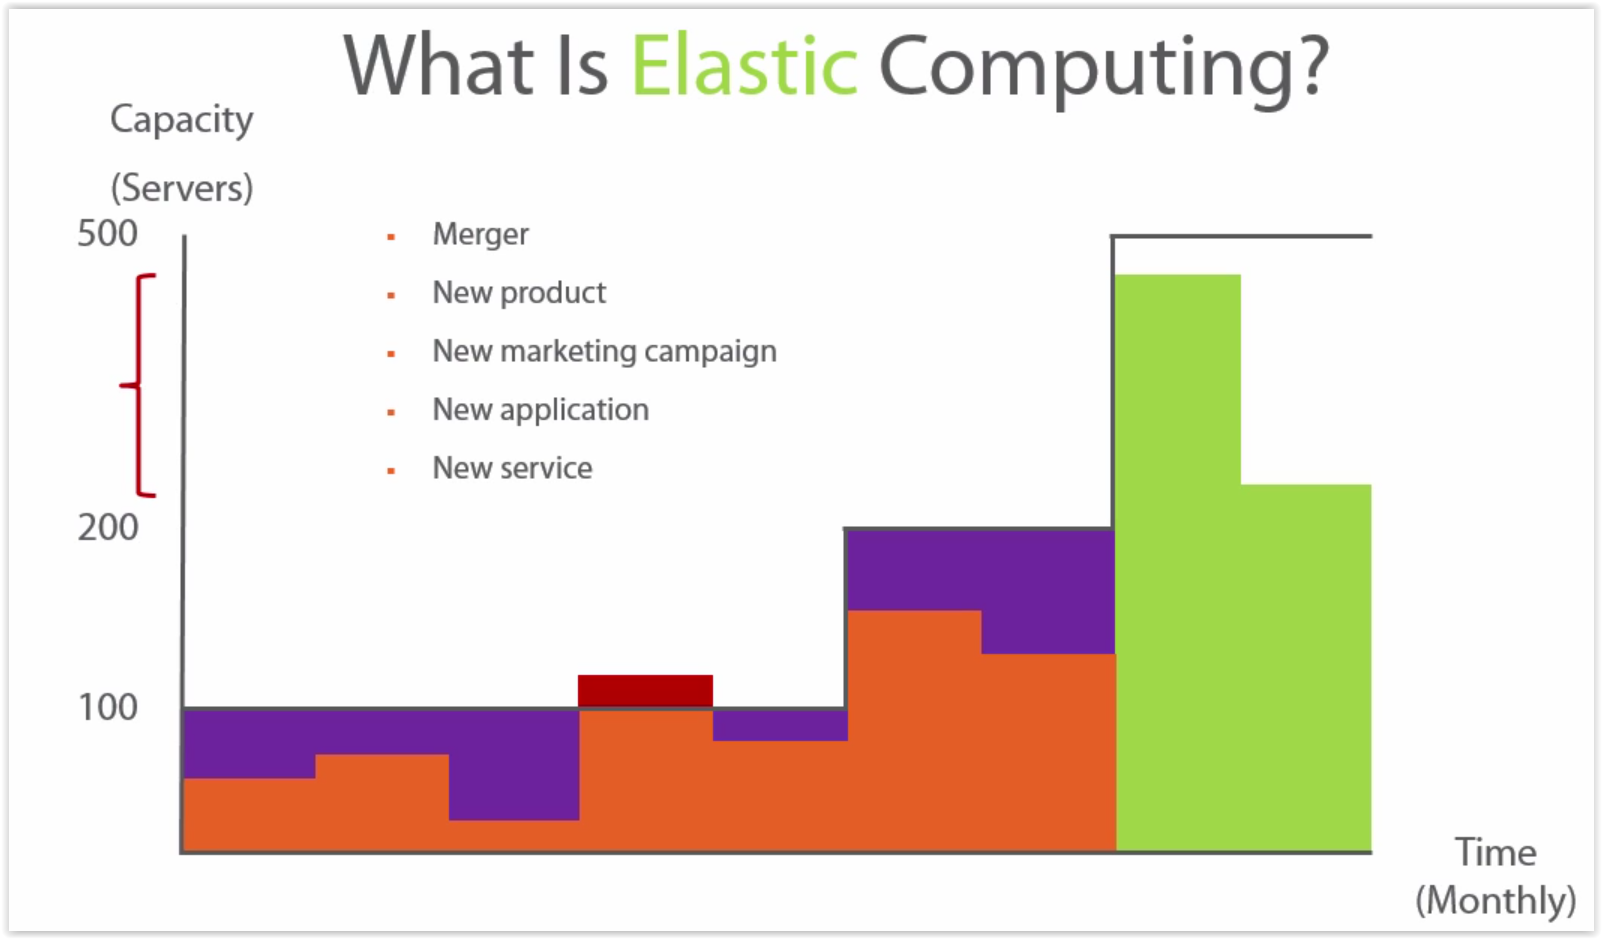 What Is Elastic Computing?
Capacity
(Servers)
500
200
100
Merger
New product
New marketing campaign
New application
New service
Time
(Monthly)